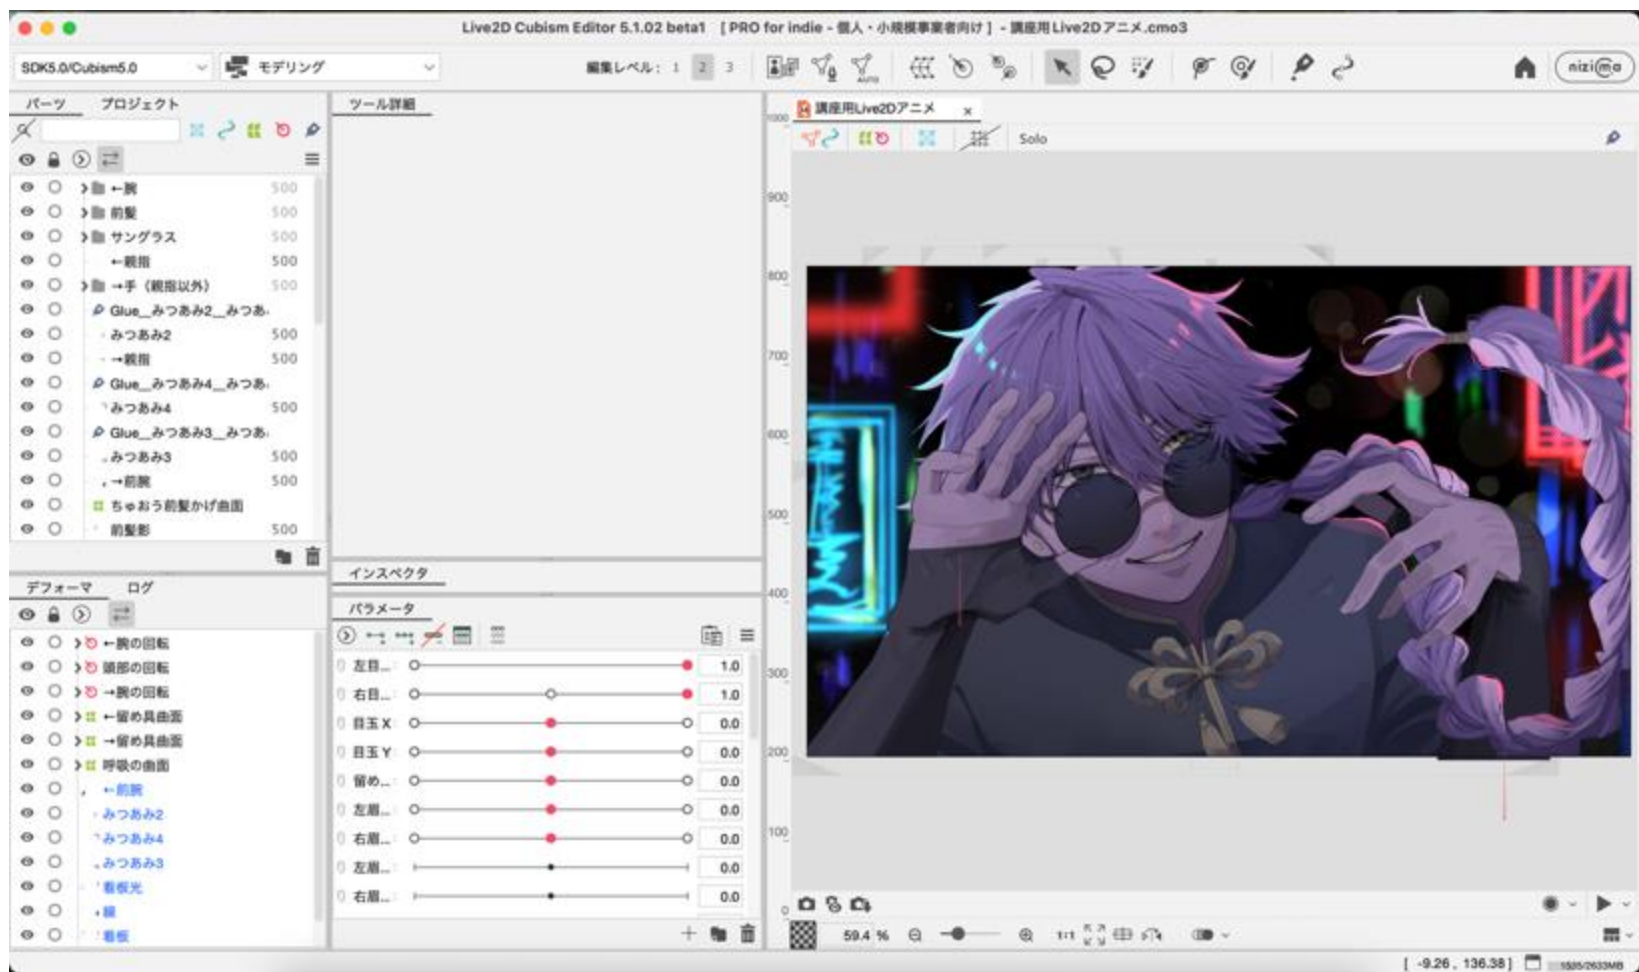 Live2D Cubism Editor 5.1.02 beta1 [ PRO for indie - 個人・小規模事業者向け ] - 講座用Live2Dアニメ.cmo3
SDK5.0/Cubism5.0
モデリング
編集レベル： 1 2 3
AUTO
nizima
パーツ プロジェクト
←腕 500
前髪 500
サングラス 500
←親指 500
→手（親指以外） 500
Glue__みつあみ2__みつあ
みつあみ2 500
→親指 500
Glue__みつあみ4__みつあ
みつあみ4 500
Glue__みつあみ3__みつあ
みつあみ3 500
→前腕 500
ちゅおう前髪かげ曲面
前髪影 500
デフォーマ ログ
←腕の回転
頭部の回転
→腕の回転
←留め具曲面
→留め具曲面
呼吸の曲面
←前腕
みつあみ2
みつあみ4
みつあみ3
看板光
線
看板
ツール詳細
インスペクタ
パラメータ
左目... 1.0
右目... 1.0
目玉 X 0.0
目玉 Y 0.0
留め... 0.0
左眉... 0.0
右眉... 0.0
左眉... 0.0
右眉... 0.0
講座用Live2Dアニメ
Solo
1000
900
800
700
600
500
400
300
200
100
0
59.4 %
1:1
[ -9.26 , 136.38 ]